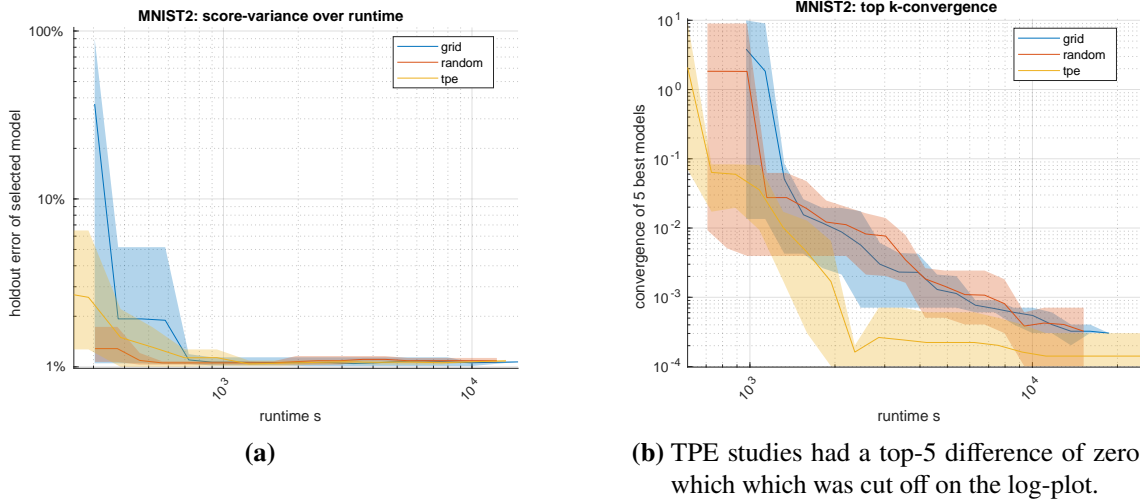 MNIST2: score-variance over runtime
100%
10%
1%
holdout error of selected model
grid
random
tpe
10^3
10^4
runtime s
(a)
MNIST2: top k-convergence
10^1
10^0
10^-1
10^-2
10^-3
10^-4
convergence of 5 best models
grid
random
tpe
10^3
10^4
runtime s
(b) TPE studies had a top-5 difference of zero
which which was cut off on the log-plot.